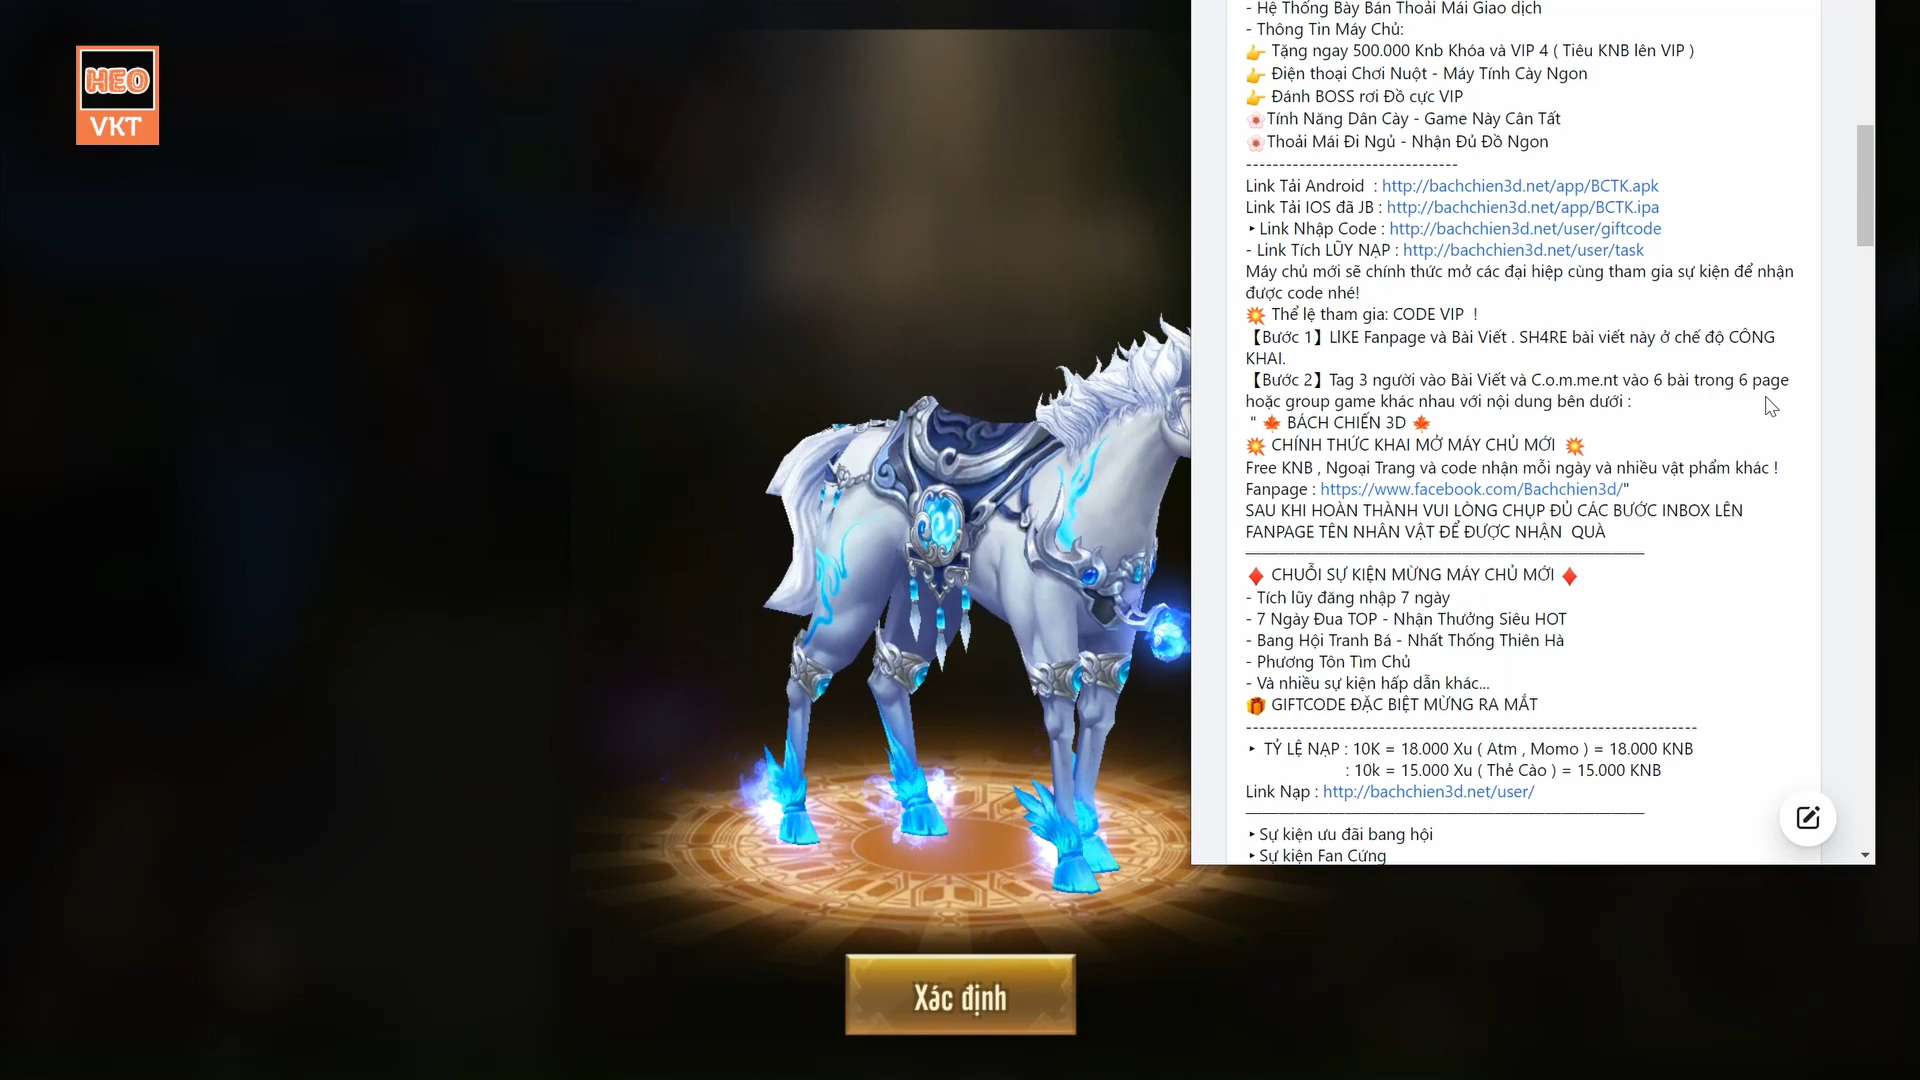 HEO
VKT
- Hệ Thống Bày Bán Thoải Mái Giao dịch
- Thông Tin Máy Chủ:
👉 Tặng ngay 500.000 Knb Khóa và VIP 4 ( Tiêu KNB lên VIP )
👉 Điện thoại Chơi Nuột - Máy Tính Cày Ngon
👉 Đánh BOSS rơi Đồ cực VIP
🌸Tính Năng Dân Cày - Game Này Cân Tất
🌸Thoải Mái Đi Ngủ - Nhận Đủ Đồ Ngon
--------------------------------
Link Tải Android : http://bachchien3d.net/app/BCTK.apk
Link Tải IOS đã JB : http://bachchien3d.net/app/BCTK.ipa
‣ Link Nhập Code : http://bachchien3d.net/user/giftcode
- Link Tích LŨY NẠP : http://bachchien3d.net/user/task
Máy chủ mới sẽ chính thức mở các đại hiệp cùng tham gia sự kiện để nhận
được code nhé!
💥 Thể lệ tham gia: CODE VIP !
【Bước 1】LIKE Fanpage và Bài Viết . SH4RE bài viết này ở chế độ CÔNG
KHAI.
【Bước 2】Tag 3 người vào Bài Viết và C.o.m.me.nt vào 6 bài trong 6 page
hoặc group game khác nhau với nội dung bên dưới :
" 🍁 BÁCH CHIẾN 3D 🍁
💥 CHÍNH THỨC KHAI MỞ MÁY CHỦ MỚI 💥
Free KNB , Ngoại Trang và code nhận mỗi ngày và nhiều vật phẩm khác !
Fanpage : https://www.facebook.com/Bachchien3d/"
SAU KHI HOÀN THÀNH VUI LÒNG CHỤP ĐỦ CÁC BƯỚC INBOX LÊN
FANPAGE TÊN NHÂN VẬT ĐỂ ĐƯỢC NHẬN QUÀ
————————————————————
♦️ CHUỖI SỰ KIỆN MỪNG MÁY CHỦ MỚI ♦️
- Tích lũy đăng nhập 7 ngày
- 7 Ngày Đua TOP - Nhận Thưởng Siêu HOT
- Bang Hội Tranh Bá - Nhất Thống Thiên Hà
- Phương Tôn Tìm Chủ
- Và nhiều sự kiện hấp dẫn khác...
🎁 GIFTCODE ĐẶC BIỆT MỪNG RA MẮT
--------------------------------------------------------------------
‣ TỶ LỆ NẠP : 10K = 18.000 Xu ( Atm , Momo ) = 18.000 KNB
: 10k = 15.000 Xu ( Thẻ Cào ) = 15.000 KNB
Link Nạp : http://bachchien3d.net/user/
————————————————————
‣ Sự kiện ưu đãi bang hội
‣ Sự kiện Fan Cứng
Xác định